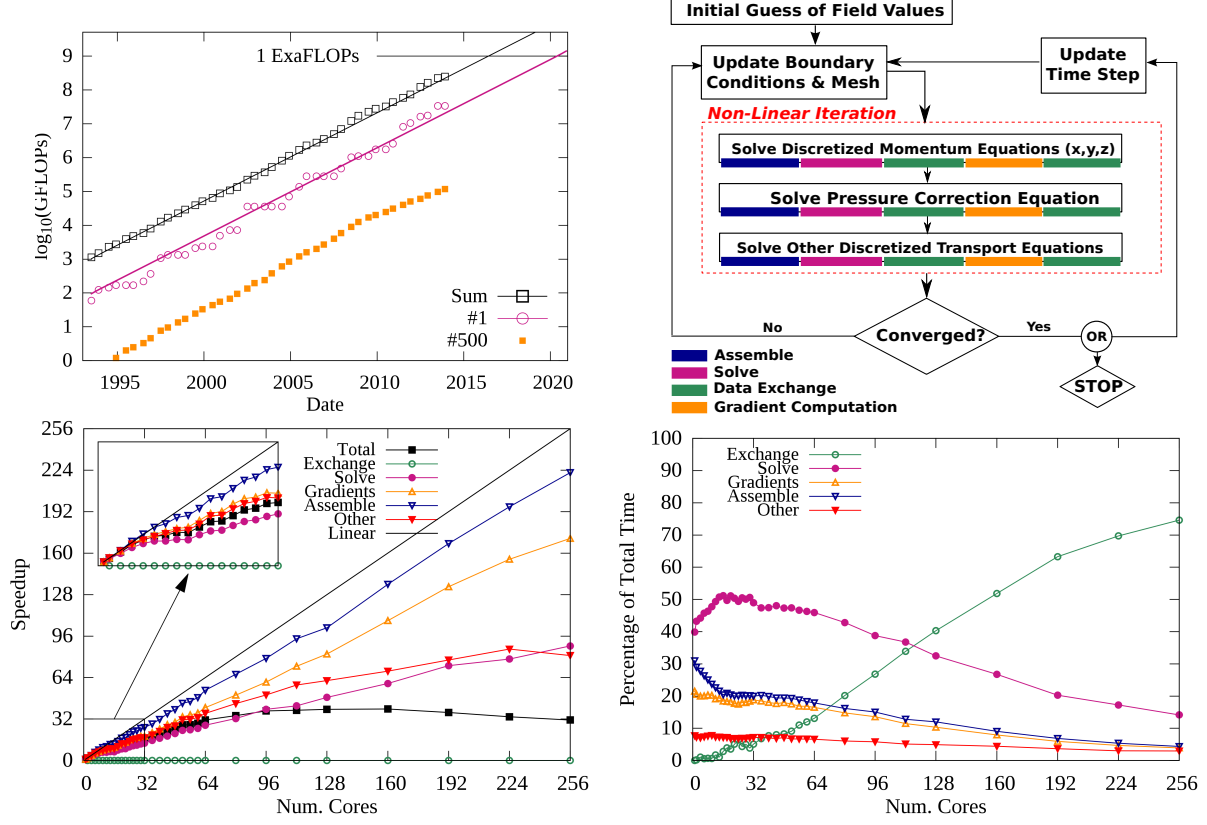 9
8
7
6
5
4
3
2
1
0
log10(GFLOPs)
1 ExaFLOPs
Sum
#1
#500
1995
2000
2005
2010
2015
2020
Date
Initial Guess of Field Values
Update Boundary
Conditions & Mesh
Update
Time Step
Non-Linear Iteration
Solve Discretized Momentum Equations (x,y,z)
Solve Pressure Correction Equation
Solve Other Discretized Transport Equations
No
Converged?
Yes
OR
STOP
Assemble
Solve
Data Exchange
Gradient Computation
256
224
192
160
128
96
64
32
0
Speedup
Total
Exchange
Solve
Gradients
Assemble
Other
Linear
0
32
64
96
128
160
192
224
256
Num. Cores
100
90
80
70
60
50
40
30
20
10
0
Percentage of Total Time
Exchange
Solve
Gradients
Assemble
Other
0
32
64
96
128
160
192
224
256
Num. Cores